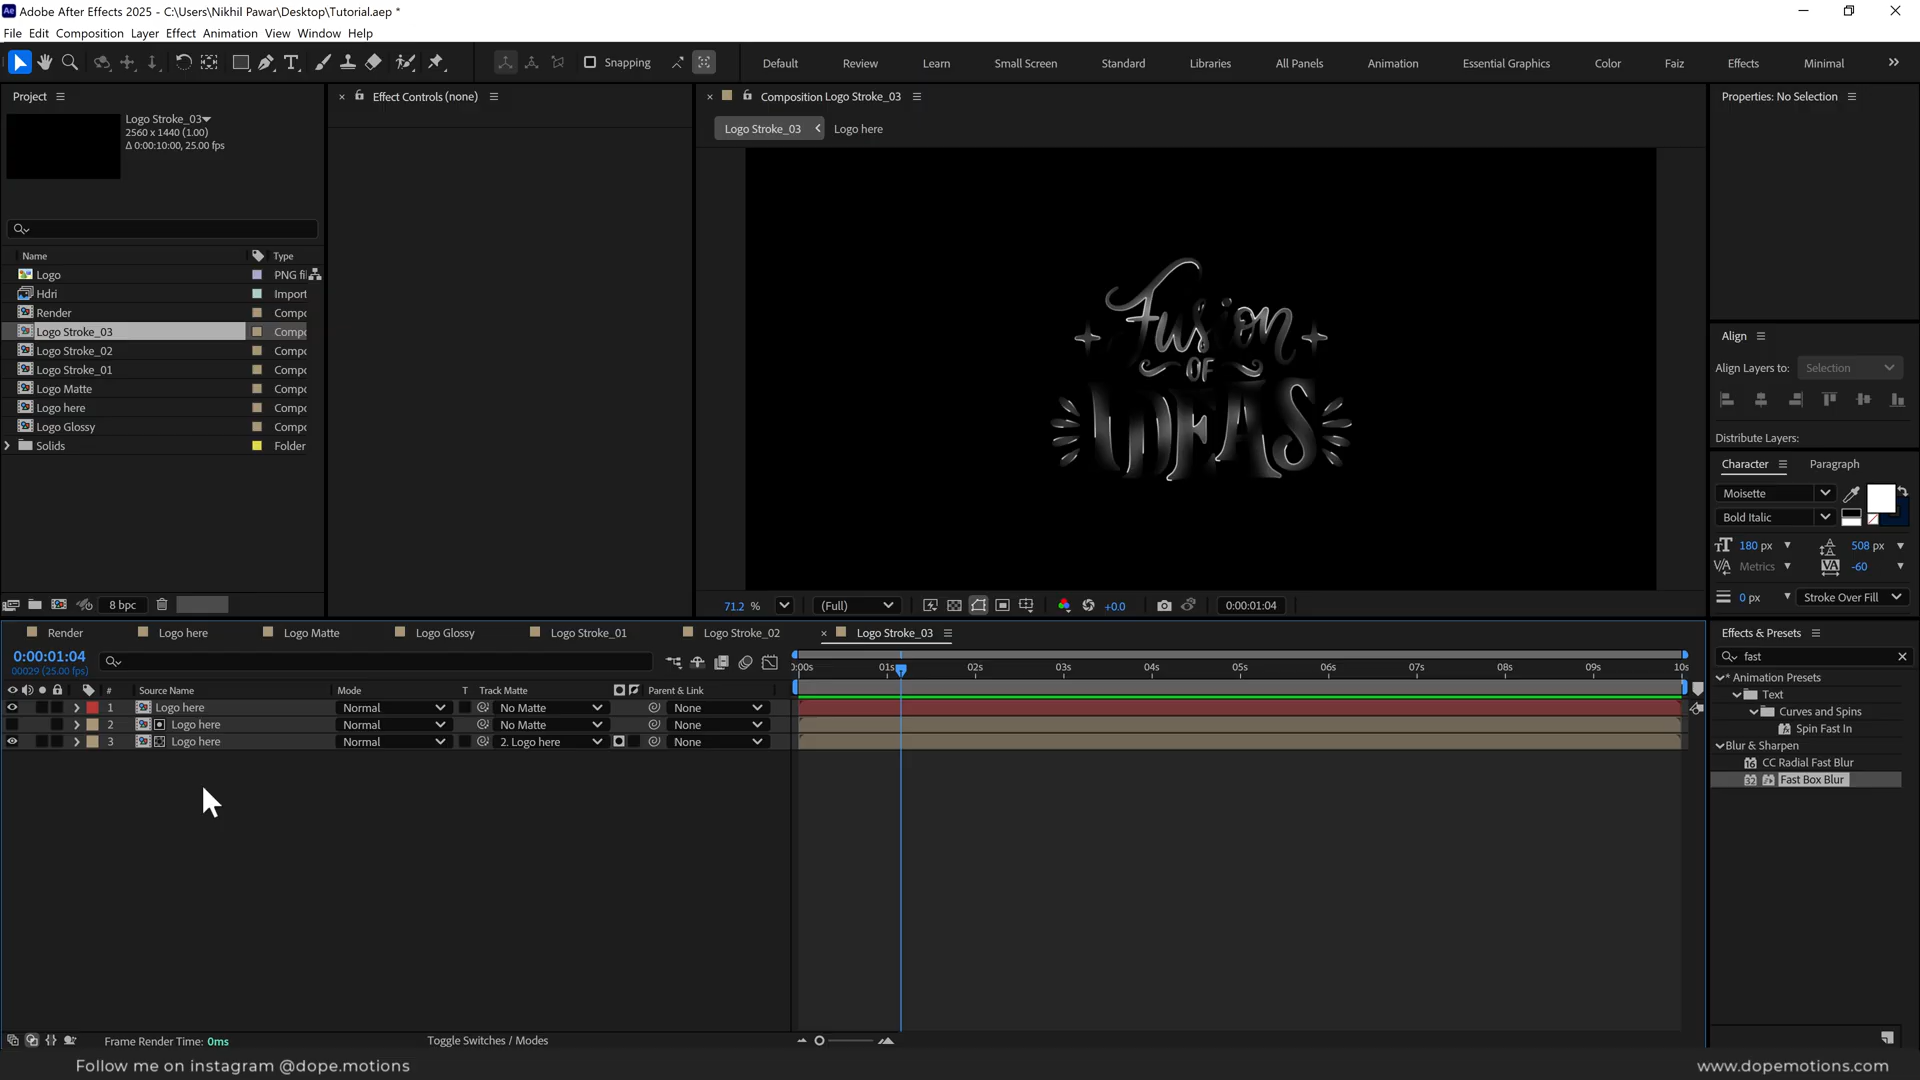 Adobe After Effects 2025 - C:\Users\Nikhil Pawar\Desktop\Tutorial.aep *
File Edit Composition Layer Effect Animation View Window Help
Snapping
Default Review Learn Small Screen Standard Libraries All Panels Animation Essential Graphics Color Faiz Effects Minimal
Project
Effect Controls (none)
Composition Logo Stroke_03
Properties: No Selection
Logo Stroke_03
2560 x 1440 (1.00)
Δ 0:00:10:00, 25.00 fps
Logo Stroke_03 Logo here
Name Type
Logo PNG fi
Hdri Import
Render Compo
Logo Stroke_03 Compo
Logo Stroke_02 Compo
Logo Stroke_01 Compo
Logo Matte Compo
Logo here Compo
Logo Glossy Compo
Solids Folder
8 bpc
Fusion
OF
IDEAS
71.2 % (Full) +0.0 0:00:01:04
Align
Align Layers to: Selection
Distribute Layers:
Character Paragraph
Moisette
Bold Italic
180 px 508 px
Metrics -60
0 px Stroke Over Fill
Render Logo here Logo Matte Logo Glossy Logo Stroke_01 Logo Stroke_02 Logo Stroke_03
0:00:01:04
00029 (25.00 fps)
0:00s 01s 02s 03s 04s 05s 06s 07s 08s 09s 10s
# Source Name Mode T Track Matte Parent & Link
1 Logo here Normal No Matte None
2 Logo here Normal No Matte None
3 Logo here Normal 2. Logo here None
Effects & Presets
fast
* Animation Presets
Text
Curves and Spins
Spin Fast In
Blur & Sharpen
CC Radial Fast Blur
Fast Box Blur
Frame Render Time: 0ms
Toggle Switches / Modes
Follow me on instagram @dope.motions
www.dopemotions.com